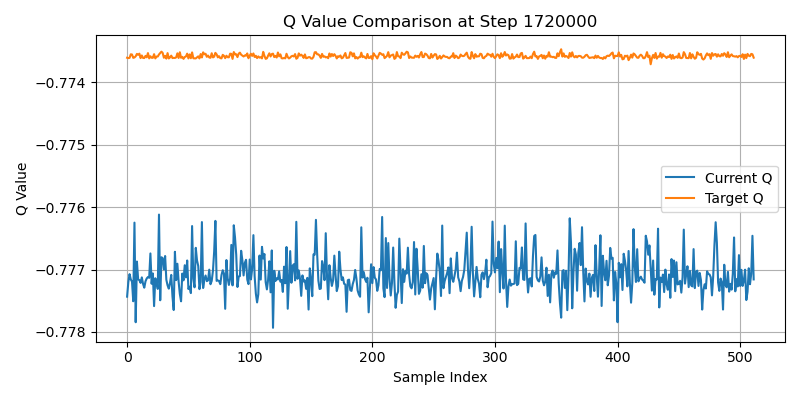 Q Value Comparison at Step 1720000
Q Value
−0.774
−0.775
−0.776
−0.777
−0.778
Current Q
Target Q
0
100
200
300
400
500
Sample Index